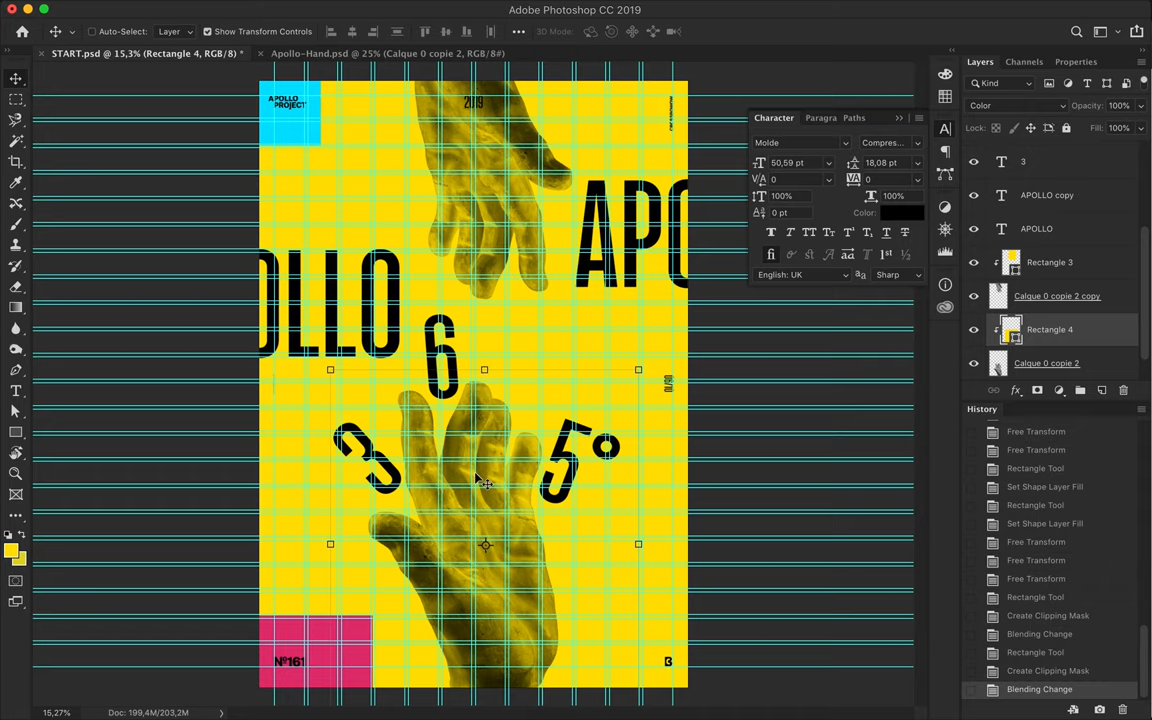 Adobe Photoshop CC 2019
Auto-Select: Layer Show Transform Controls 3D Mode:
START.psd @ 15,3% (Rectangle 4, RGB/8) * Apollo-Hand.psd @ 25% (Calque 0 copie 2, RGB/8#)
APOLLO
PROJECT
2019
APO
OLLO
6
3
5°
Nº161
B
Character Paragra Paths
Molde Compres...
50,59 pt 18,08 pt
0 0
100% 100%
0 pt Color:
English: UK Sharp
Layers Channels Properties
Kind
Color Opacity: 100%
Lock: Fill: 100%
3
APOLLO copy
APOLLO
Rectangle 3
Calque 0 copie 2 copy
Rectangle 4
Calque 0 copie 2
History
Free Transform
Free Transform
Rectangle Tool
Set Shape Layer Fill
Rectangle Tool
Set Shape Layer Fill
Free Transform
Free Transform
Free Transform
Rectangle Tool
Create Clipping Mask
Blending Change
Rectangle Tool
Create Clipping Mask
Blending Change
15,27% Doc: 199,4M/203,2M